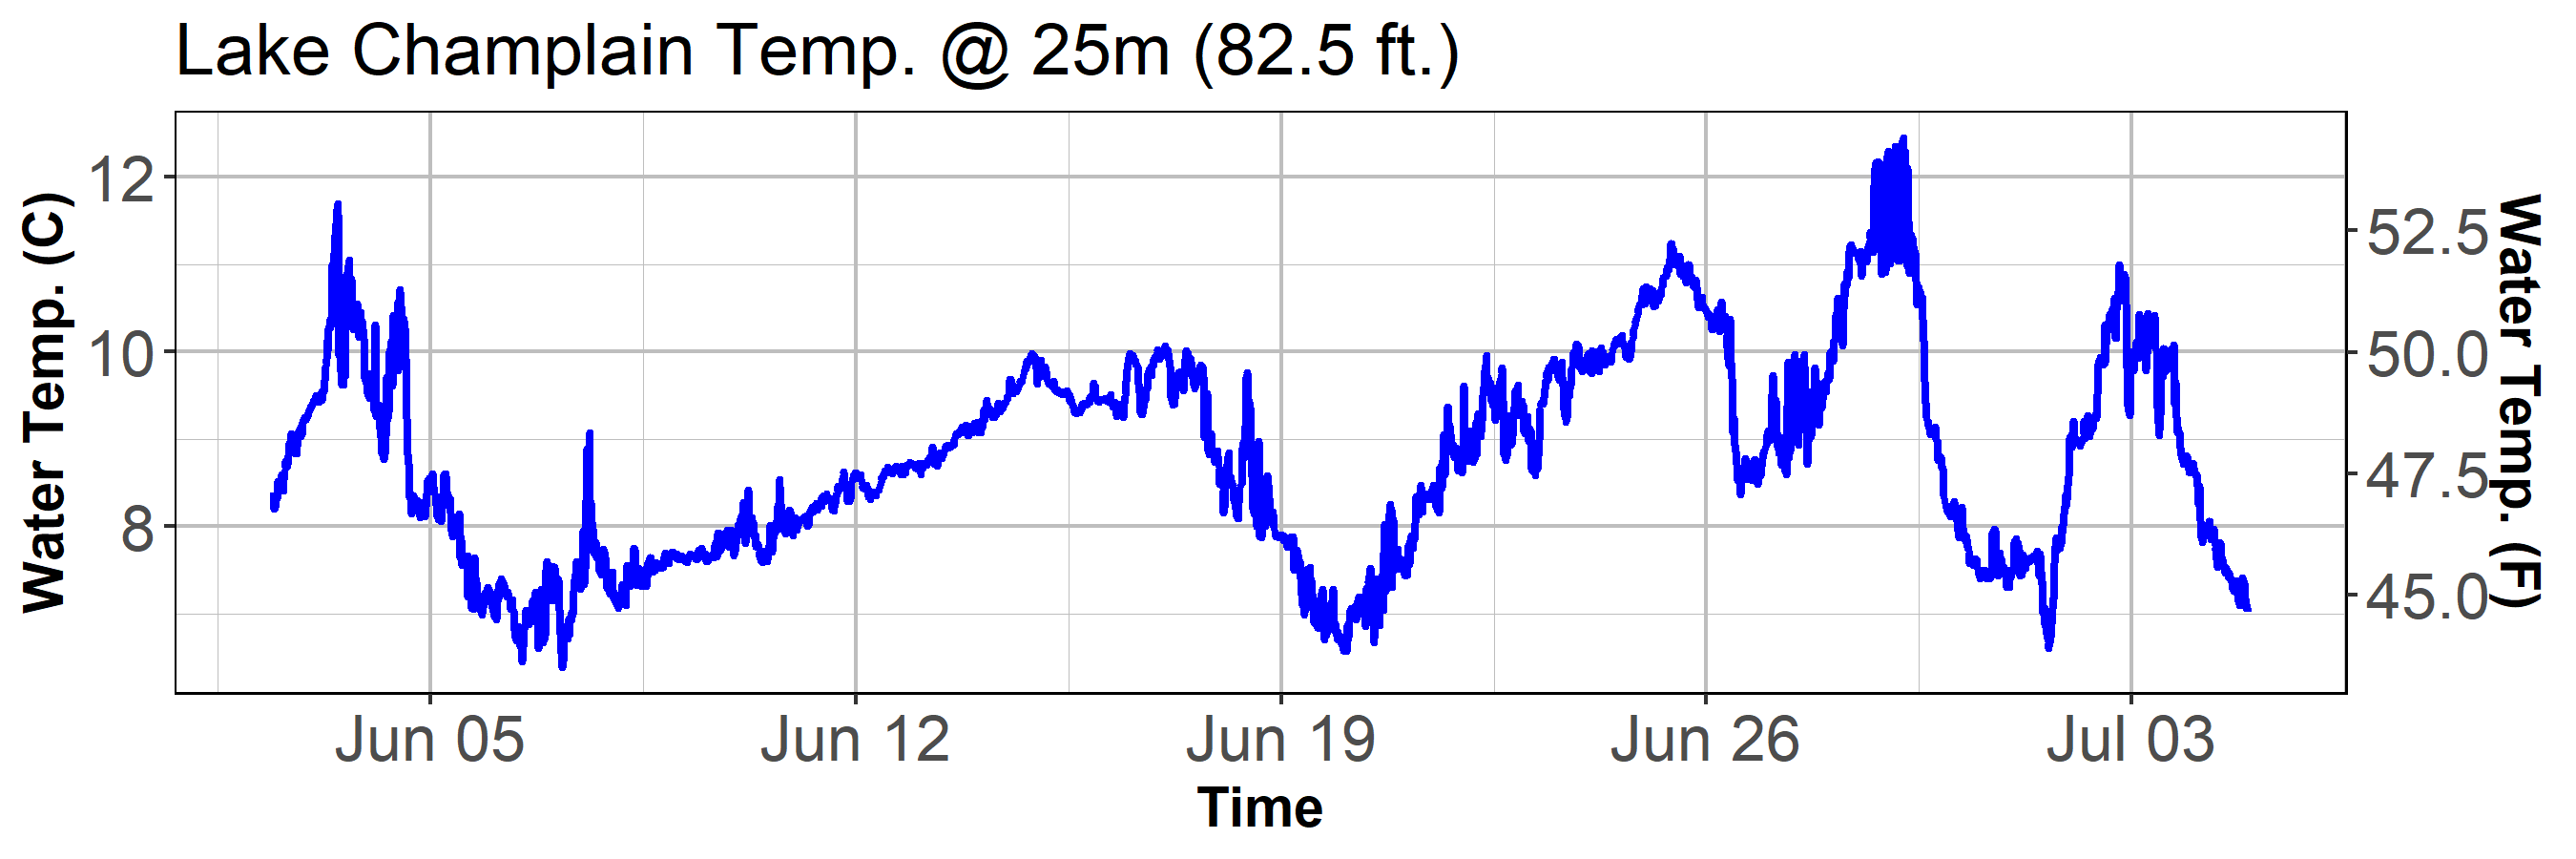 Lake Champlain Temp. @ 25m (82.5 ft.)
Water Temp. (C)
12
10
8
52.5
50.0
47.5
45.0
Water Temp. (F)
Jun 05 Jun 12 Jun 19 Jun 26 Jul 03
Time